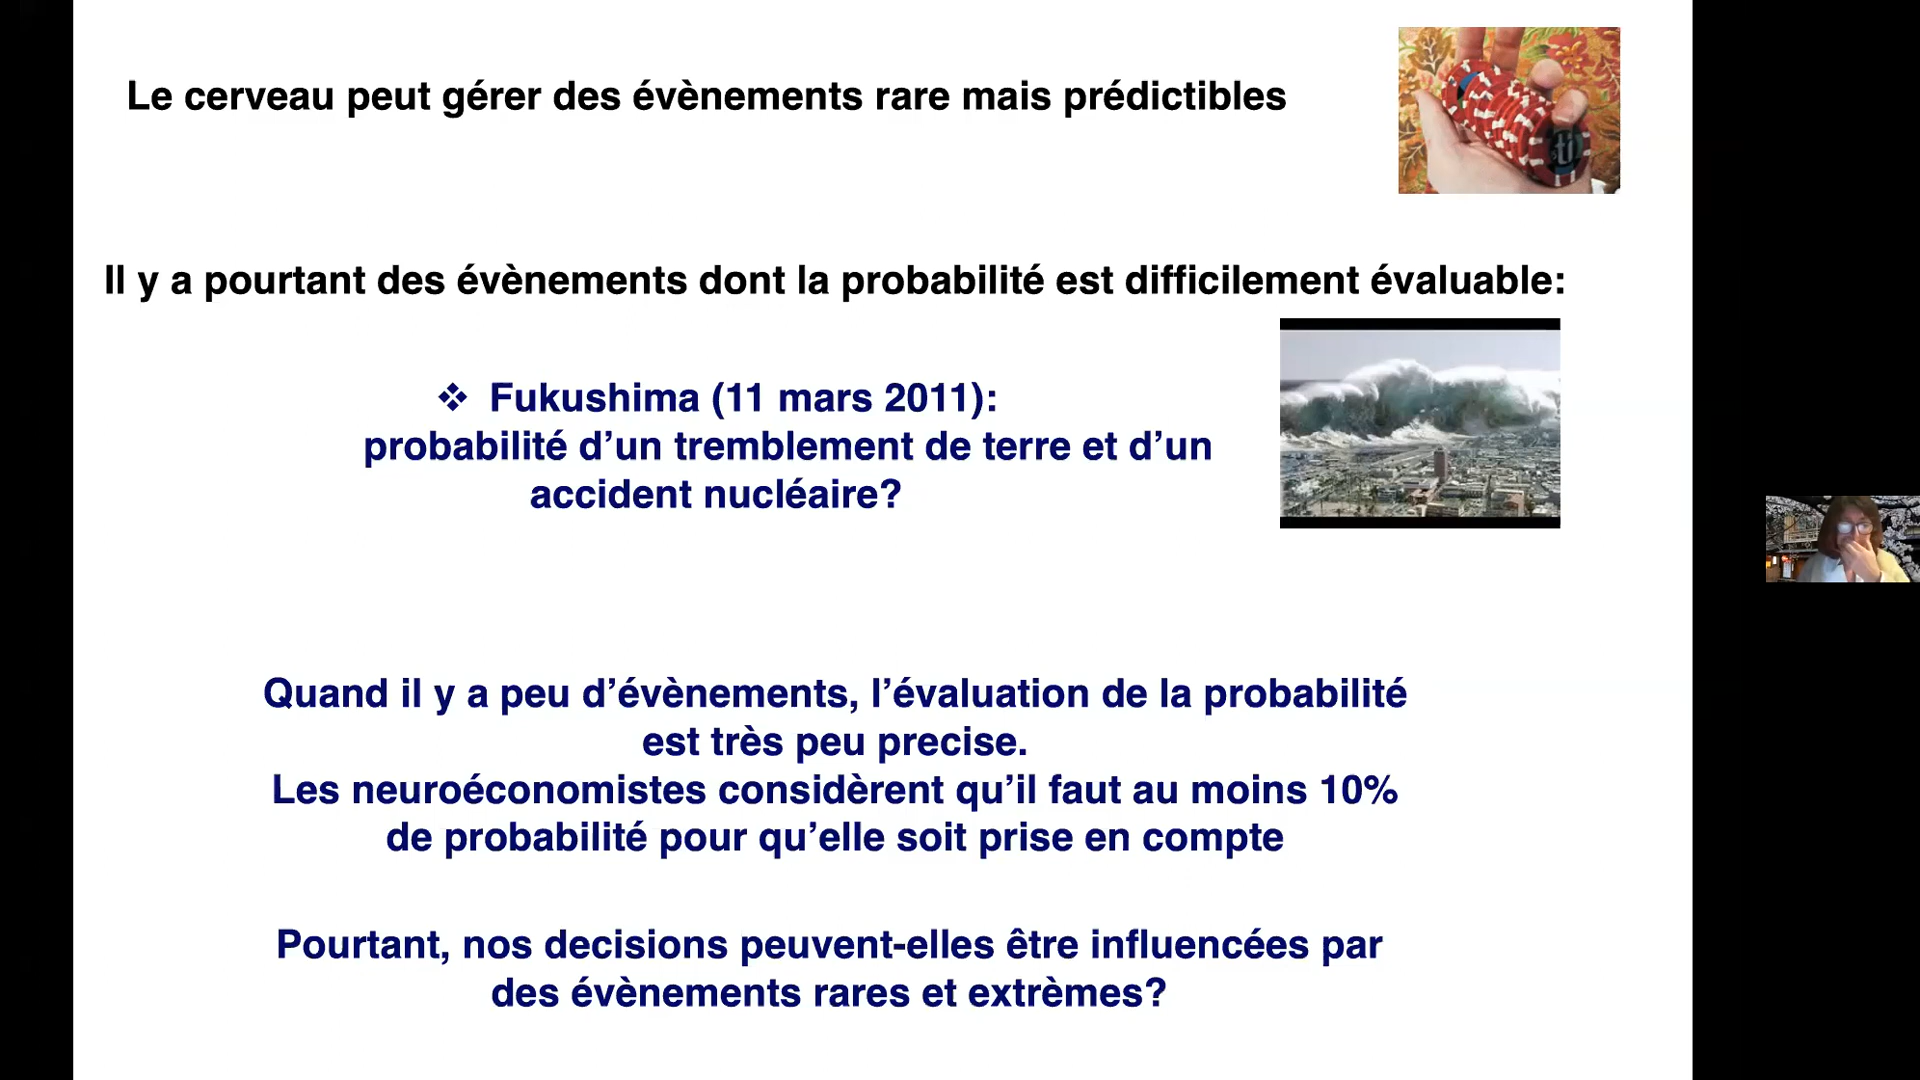 Le cerveau peut gérer des évènements rare mais prédictibles
ti
Il y a pourtant des évènements dont la probabilité est difficilement évaluable:
❖ Fukushima (11 mars 2011):
probabilité d’un tremblement de terre et d’un
accident nucléaire?
Quand il y a peu d’évènements, l’évaluation de la probabilité
est très peu precise.
Les neuroéconomistes considèrent qu’il faut au moins 10%
de probabilité pour qu’elle soit prise en compte
Pourtant, nos decisions peuvent-elles être influencées par
des évènements rares et extrèmes?